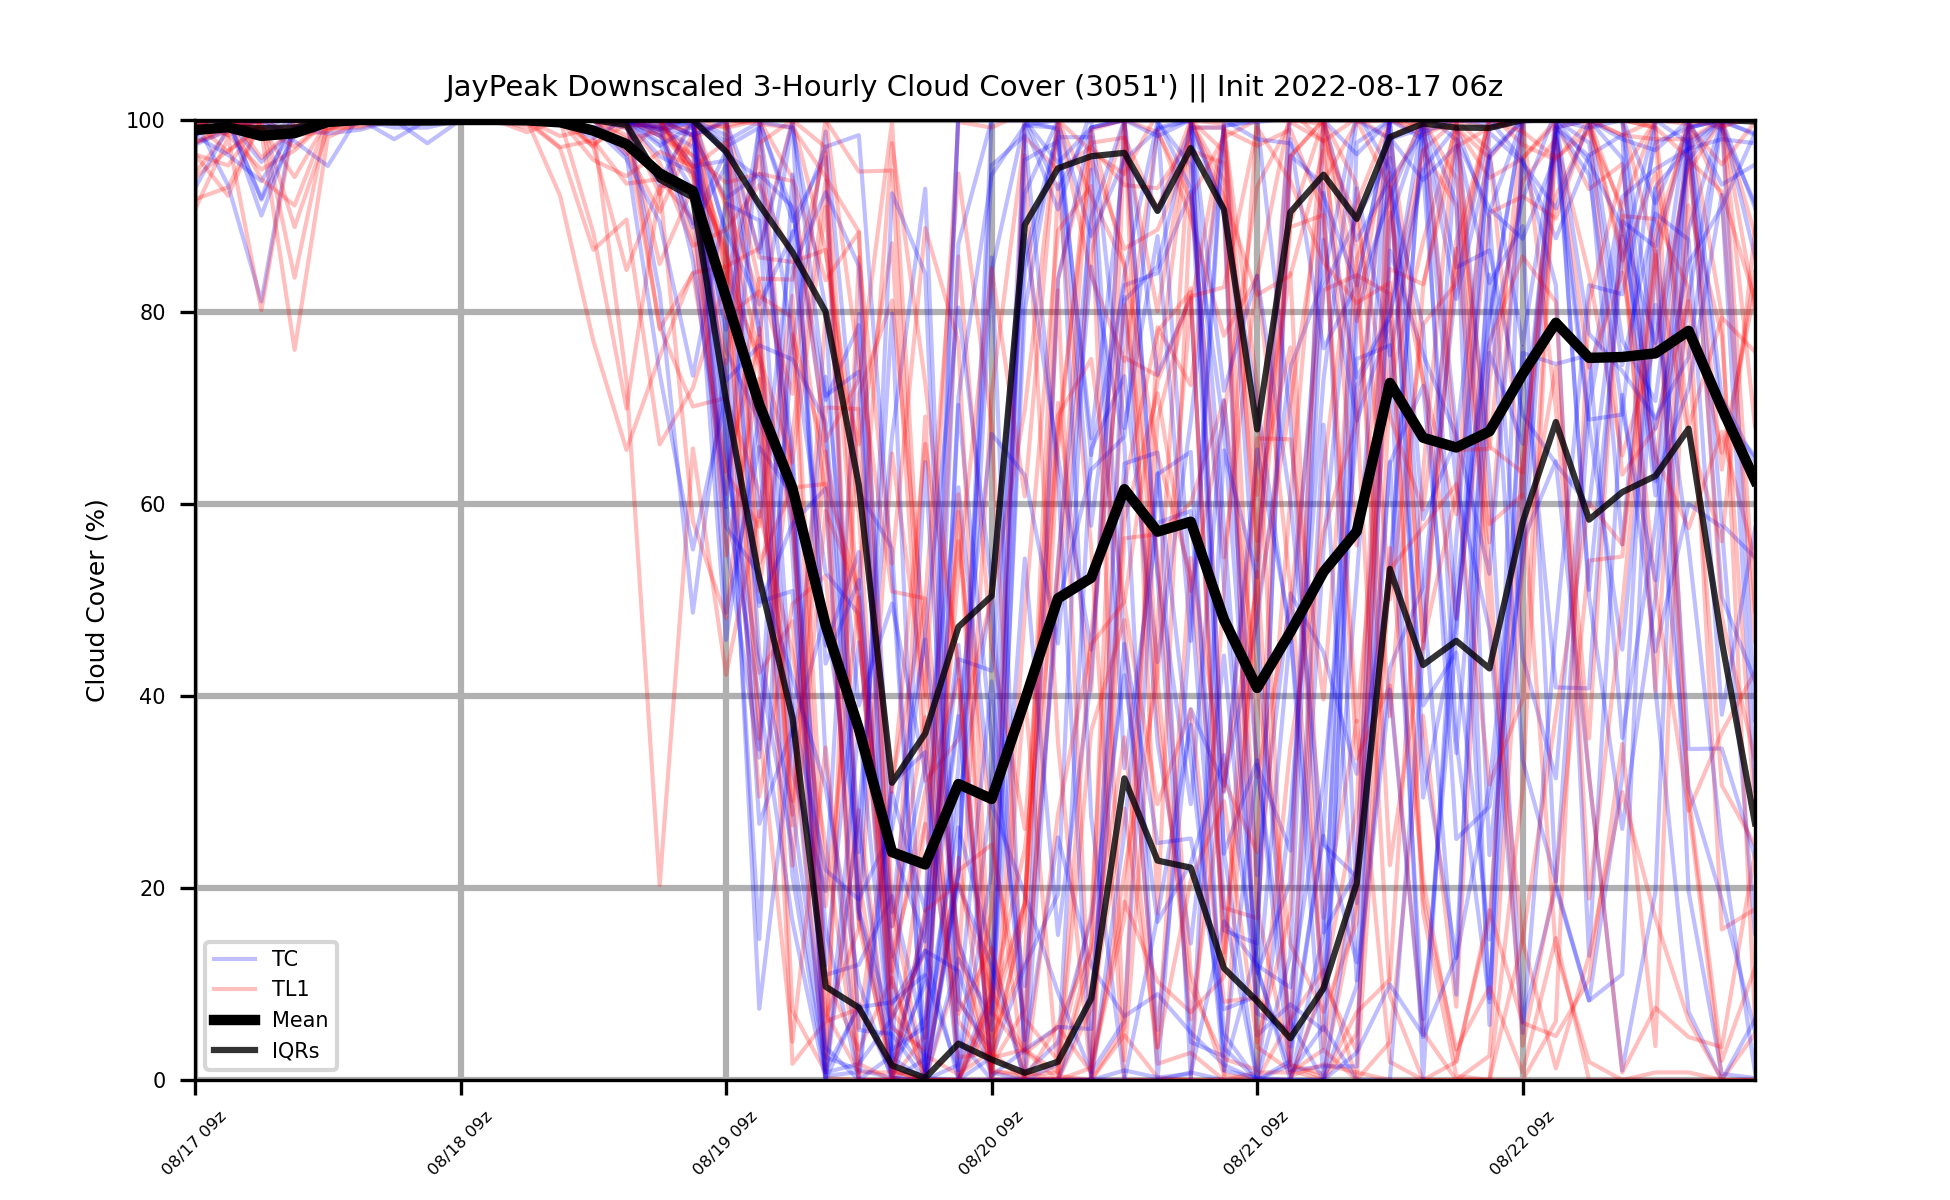 JayPeak Downscaled 3-Hourly Cloud Cover (3051') || Init 2022-08-17 06z
100
80
60
40
20
0
Cloud Cover (%)
TC
TL1
Mean
IQRs
08/17 09z
08/18 09z
08/19 09z
08/20 09z
08/21 09z
08/22 09z